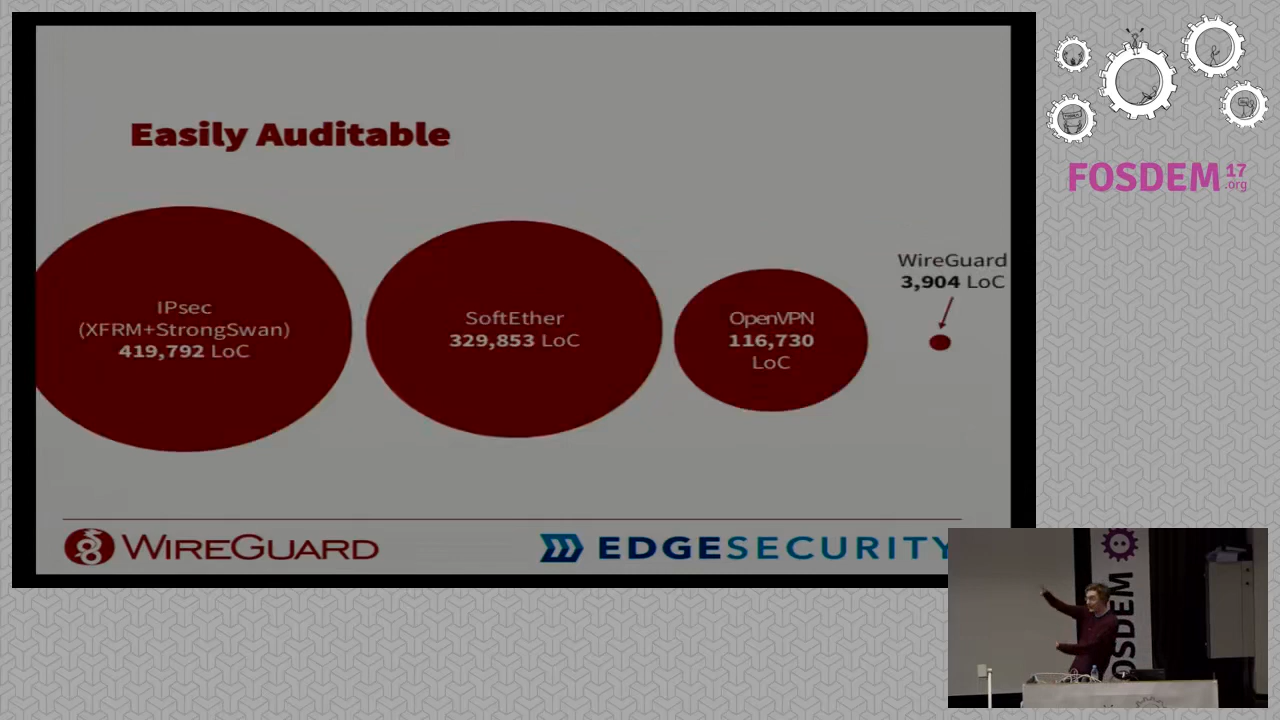 Easily Auditable
IPsec
(XFRM+StrongSwan)
419,792 LoC
SoftEther
329,853 LoC
OpenVPN
116,730
LoC
WireGuard
3,904 LoC
WIREGUARD
EDGESECURITY
FOSDEM 17
.org
FOSDEM